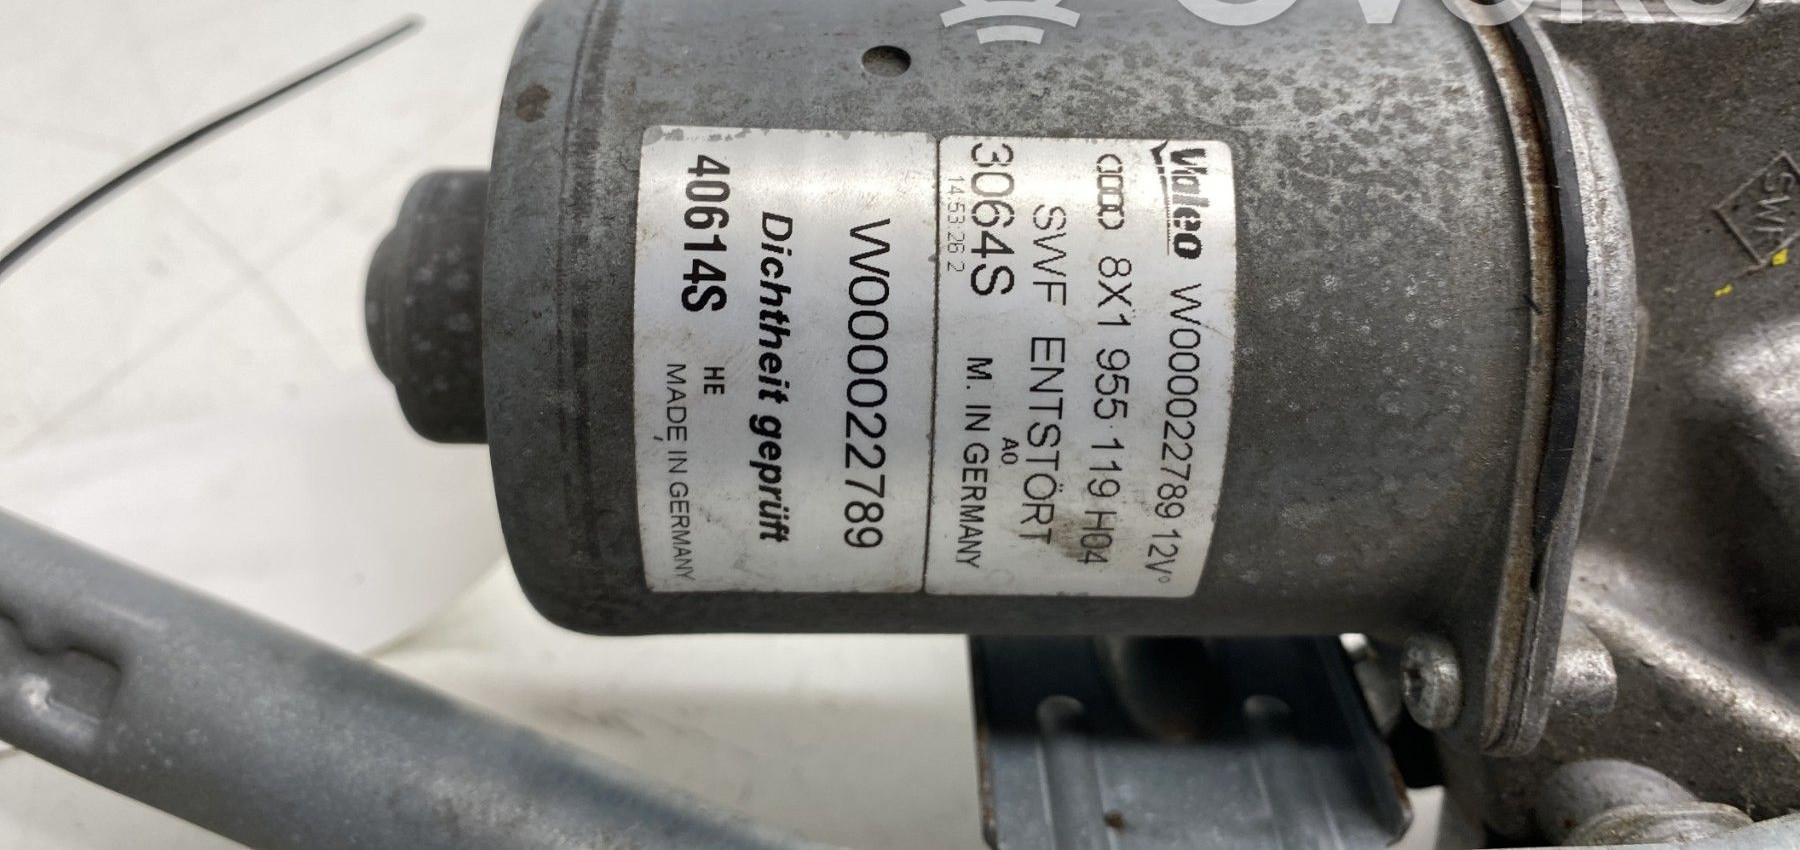 Valeo W000022789 12V
8X1 955 119 H04
SWF ENTSTÖRT
A0
3064S M. IN GERMANY
14:53:26 2
W000022789
Dichtheit geprüft
HE
40614S MADE IN GERMANY
SWF